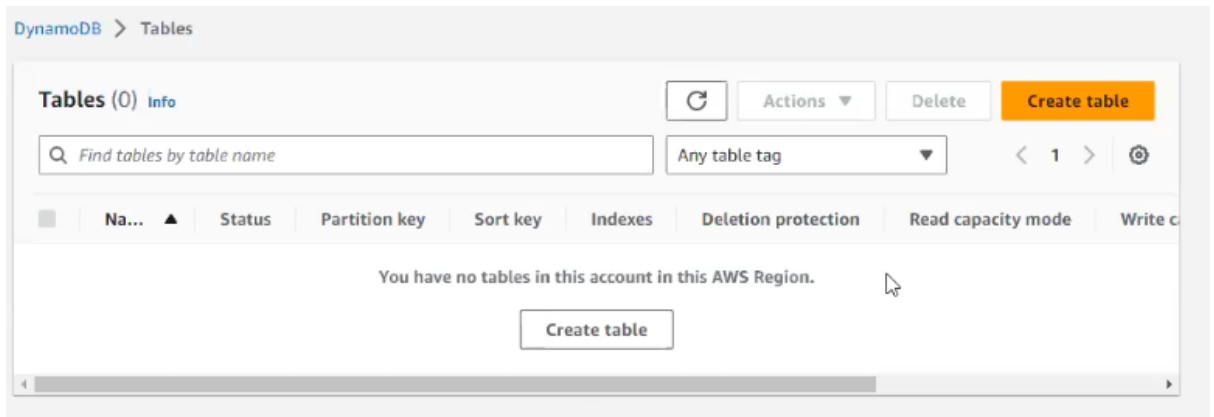 DynamoDB > Tables
Tables (0) Info
Actions ▼ Delete Create table
Find tables by table name
Any table tag ▼ < 1 >
Na... ▲ Status Partition key Sort key Indexes Deletion protection Read capacity mode Write c
You have no tables in this account in this AWS Region.
Create table